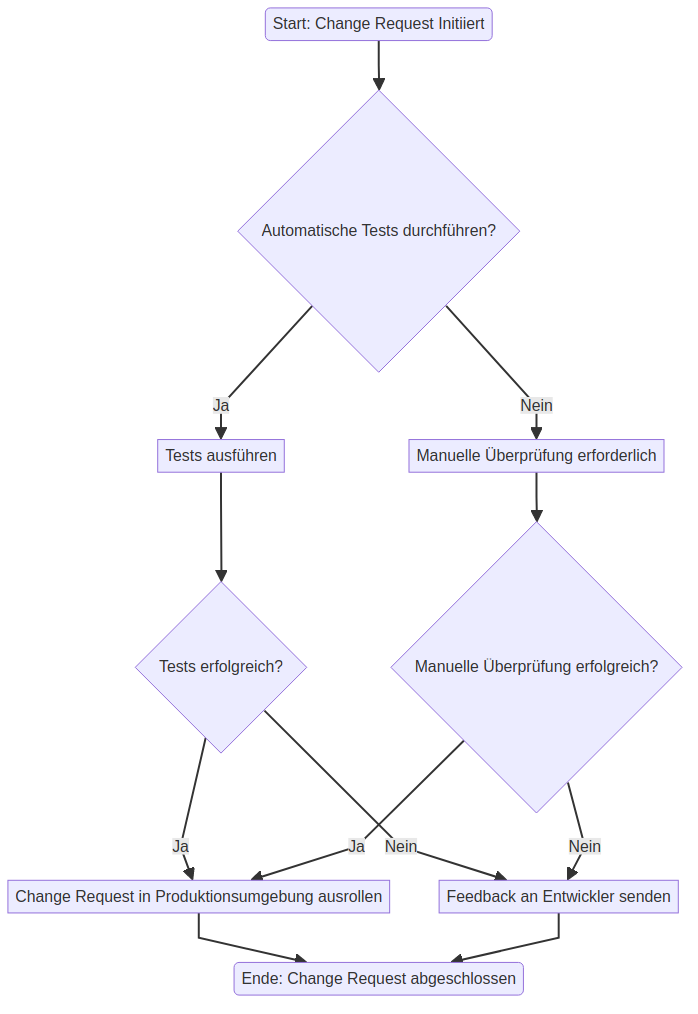 Start: Change Request Initiiert
Automatische Tests durchführen?
Ja
Nein
Tests ausführen
Manuelle Überprüfung erforderlich
Tests erfolgreich?
Manuelle Überprüfung erfolgreich?
Ja
Ja
Nein
Nein
Change Request in Produktionsumgebung ausrollen
Feedback an Entwickler senden
Ende: Change Request abgeschlossen